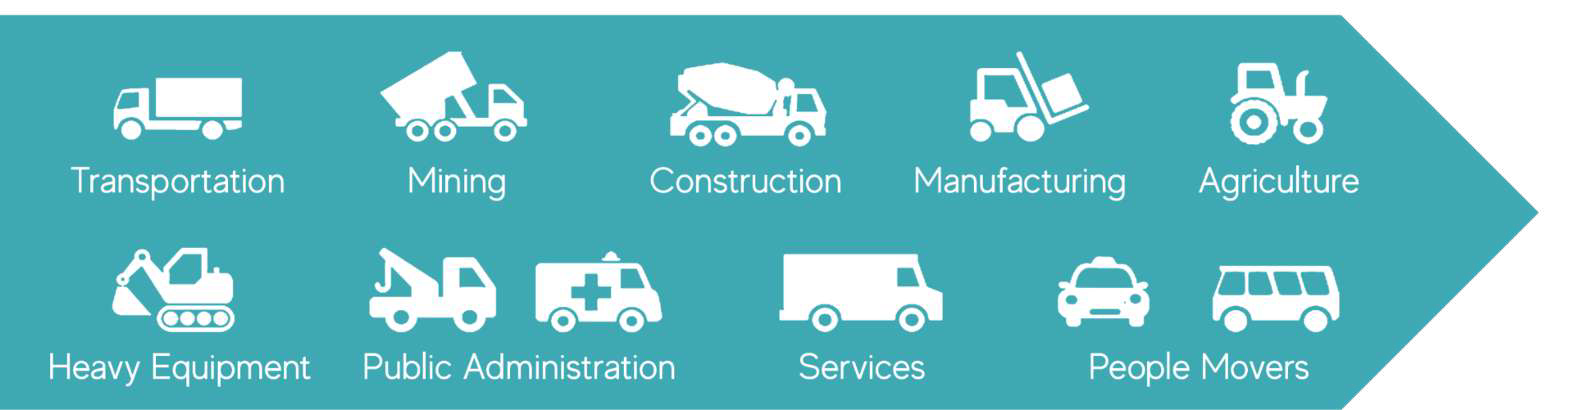 Transportation
Mining
Construction
Manufacturing
Agriculture
Heavy Equipment
Public Administration
Services
People Movers